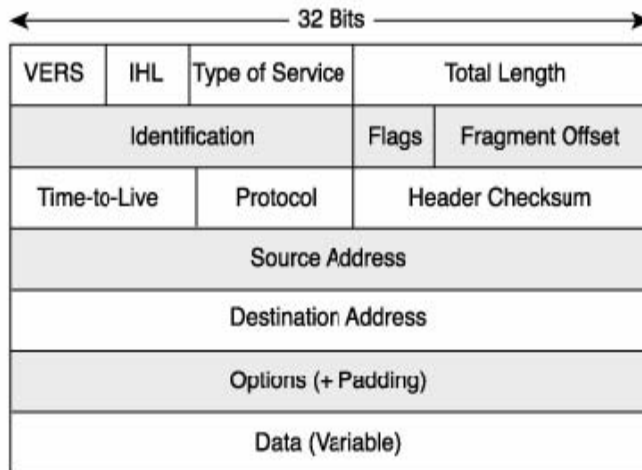 32 Bits
VERS IHL Type of Service Total Length
Identification Flags Fragment Offset
Time-to-Live Protocol Header Checksum
Source Address
Destination Address
Options (+ Padding)
Data (Variable)